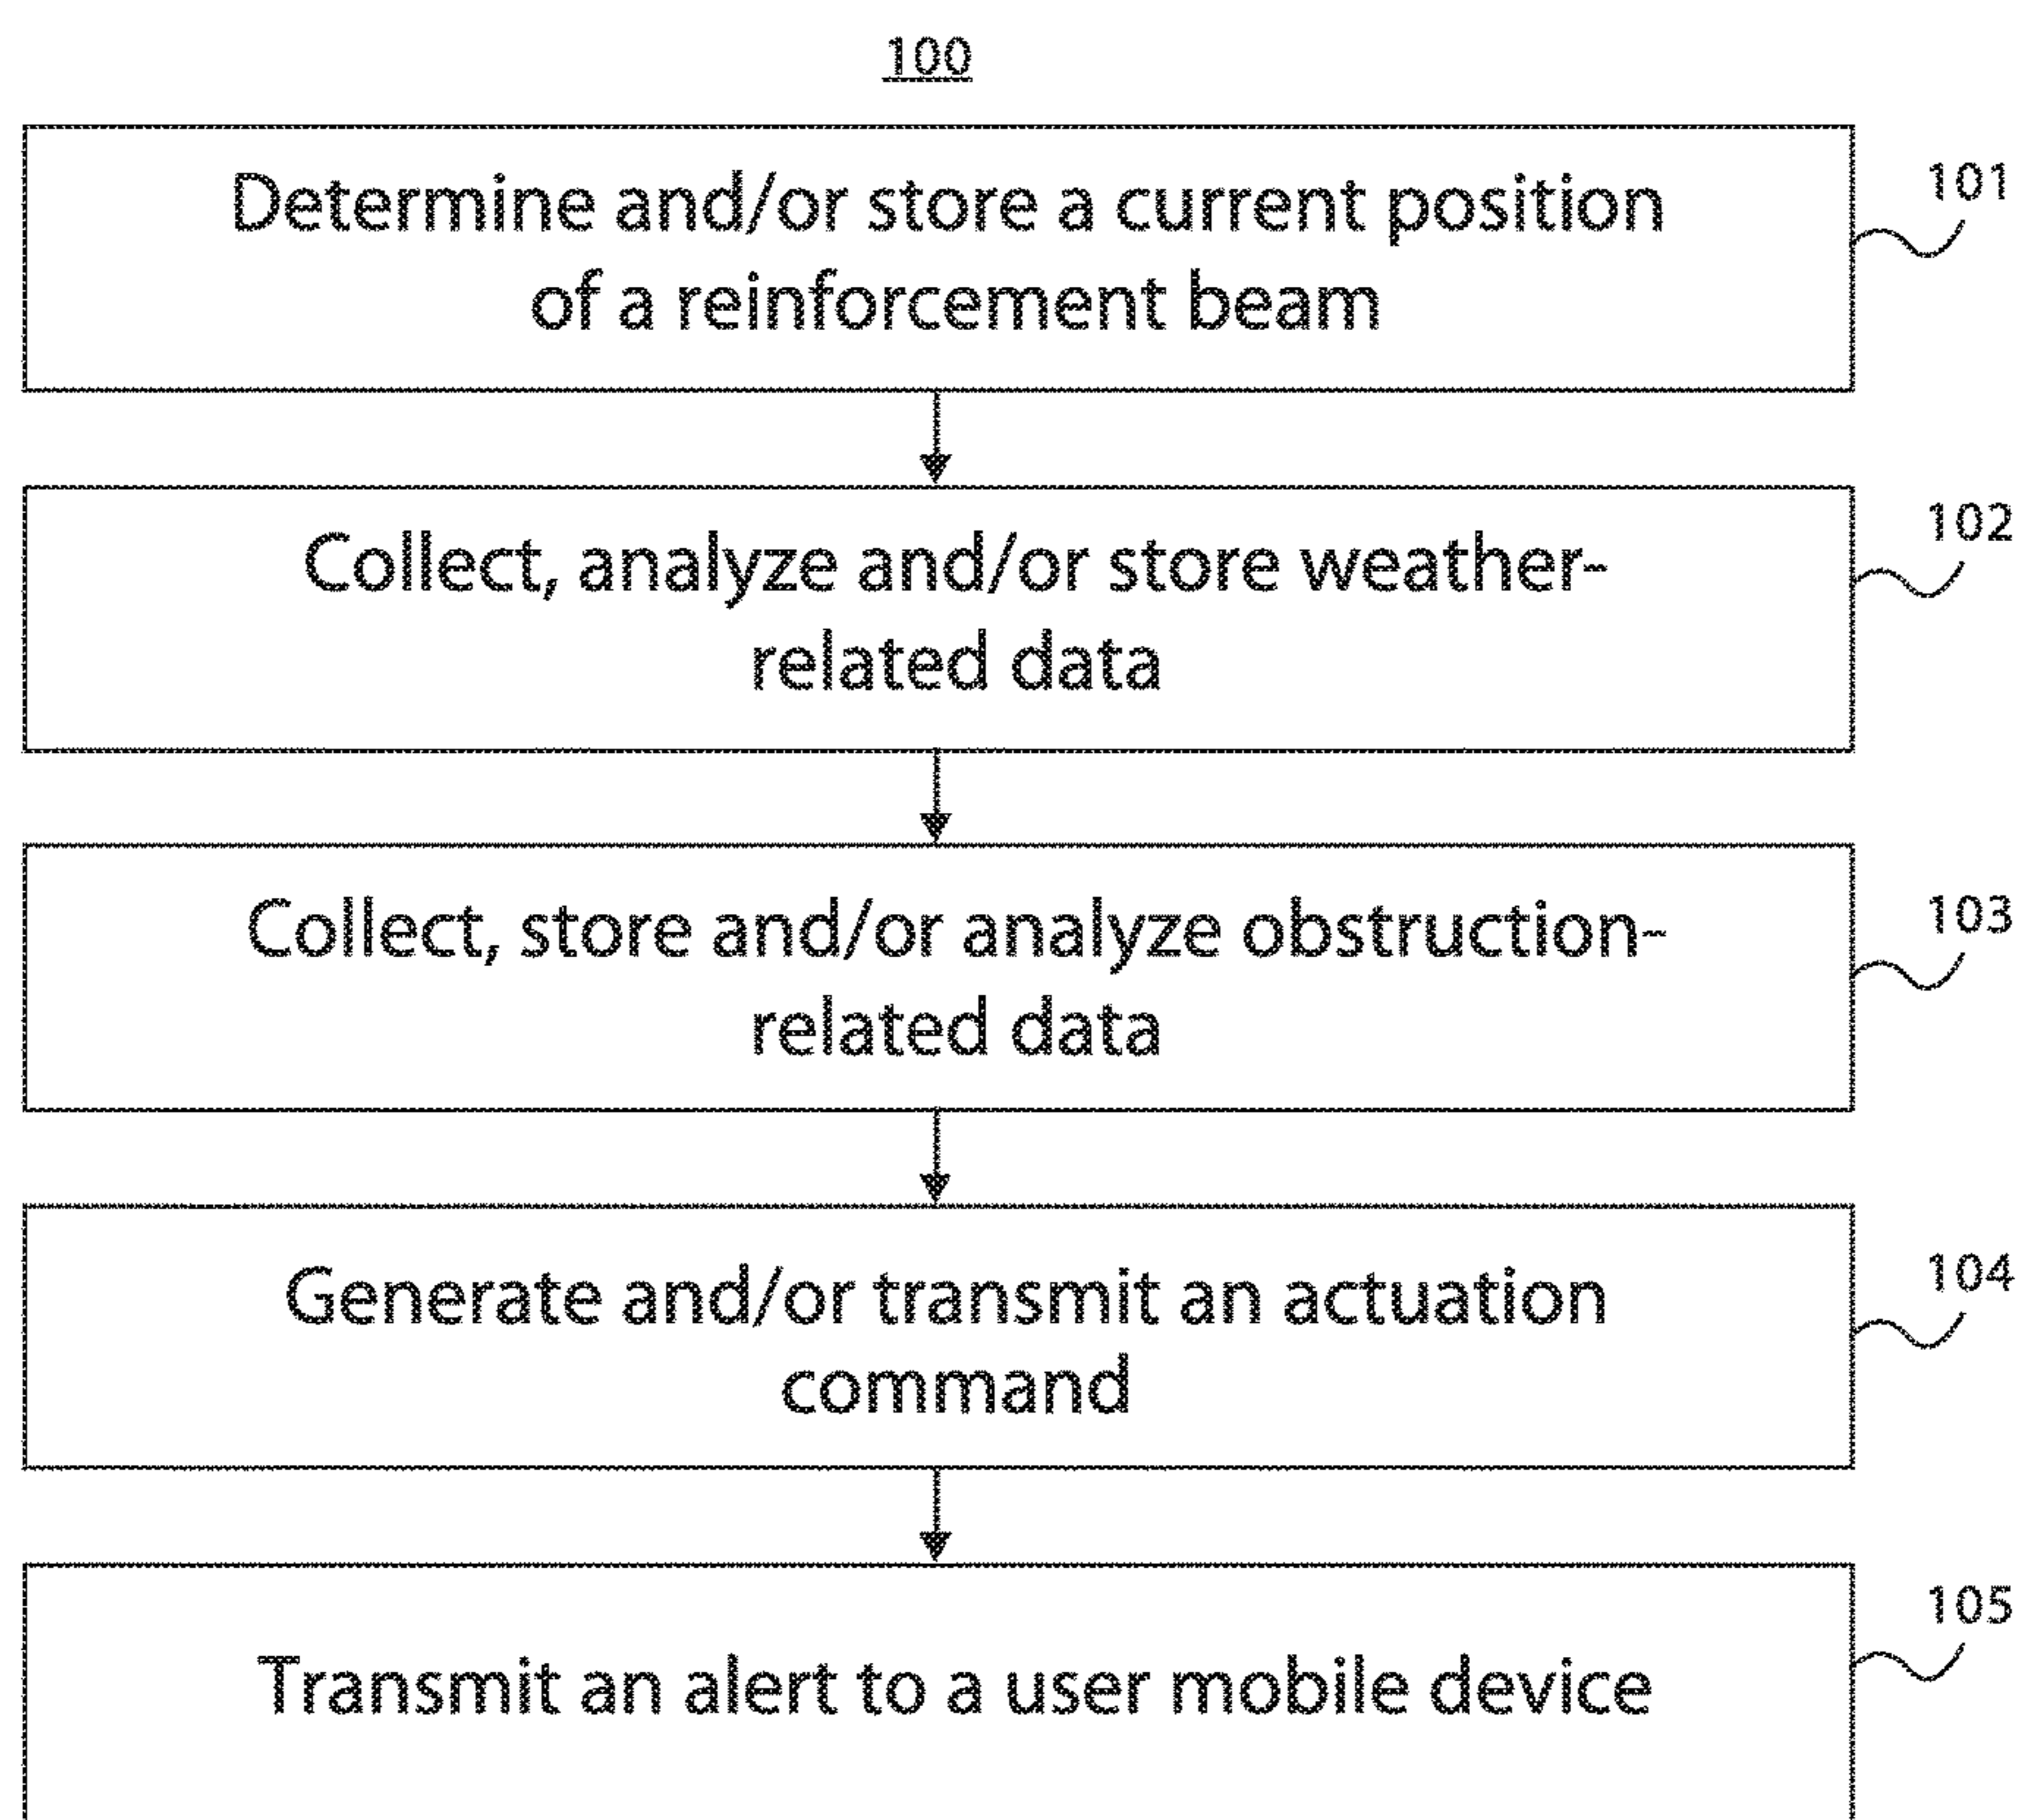 100
Determine and/or store a current position
of a reinforcement beam
101
Collect, analyze and/or store weather-
related data
102
Collect, store and/or analyze obstruction-
related data
103
Generate and/or transmit an actuation
command
104
Transmit an alert to a user mobile device
105